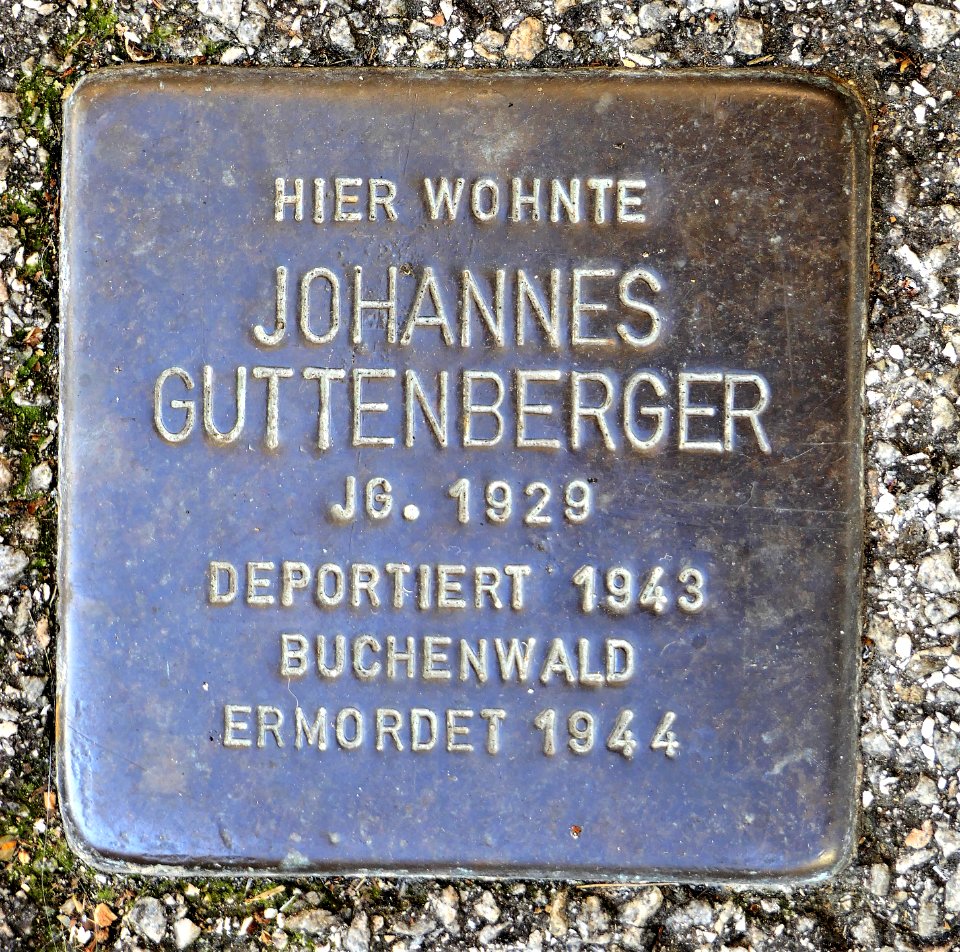 HIER WOHNTE
JOHANNES
GUTTENBERGER
JG. 1929
DEPORTIERT 1943
BUCHENWALD
ERMORDET 1944